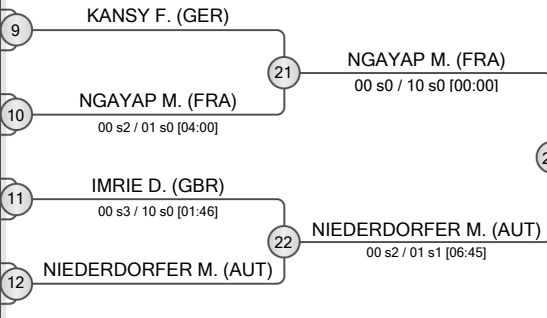 KANSY F. (GER)
9
21
NGAYAP M. (FRA)
00 s0 / 10 s0 [00:00]
NGAYAP M. (FRA)
10
00 s2 / 01 s0 [04:00]
2
IMRIE D. (GBR)
11
00 s3 / 10 s0 [01:46]
22
NIEDERDORFER M. (AUT)
00 s2 / 01 s1 [06:45]
NIEDERDORFER M. (AUT)
12